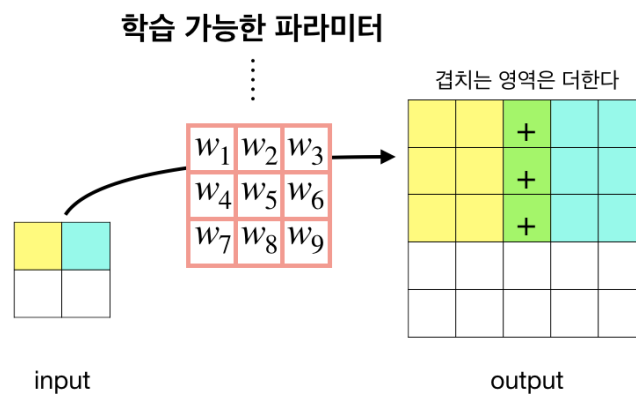 학습 가능한 파라미터
겹치는 영역은 더한다
w₁ w₂ w₃
w₄ w₅ w₆
w₇ w₈ w₉
+
+
+
input
output